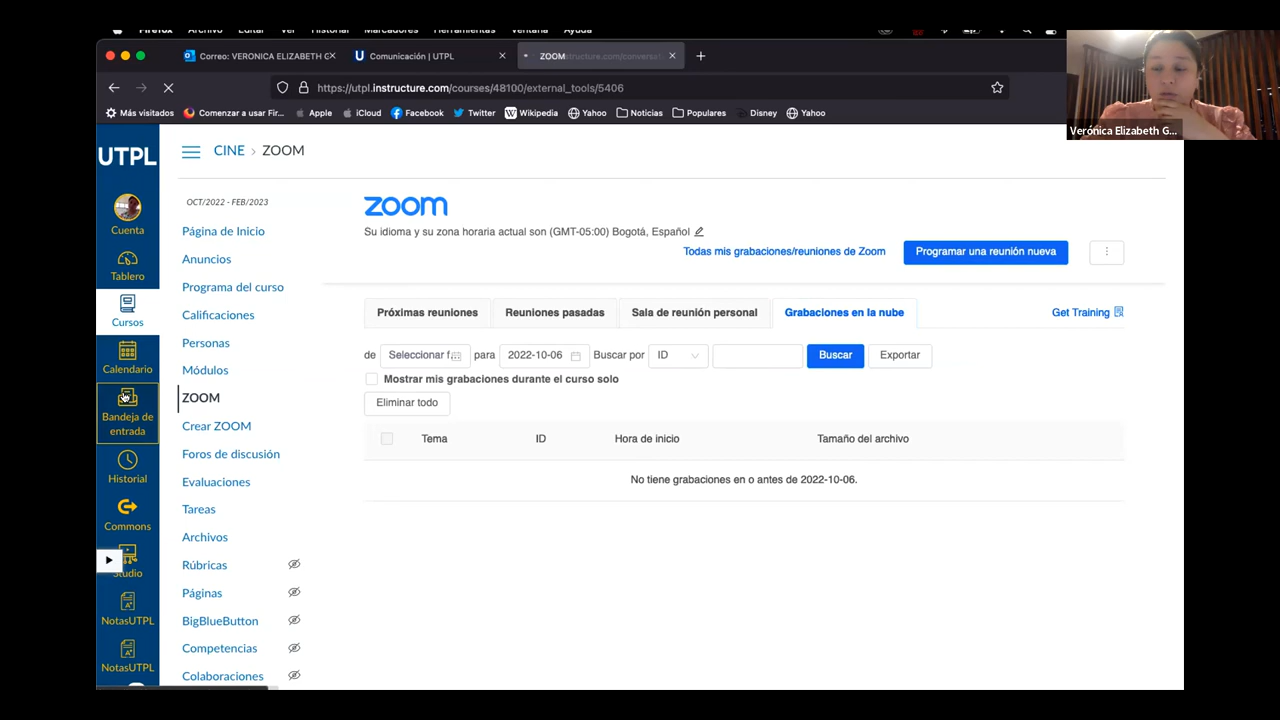 Firefox Archivo Editar Ver Historial Marcadores Herramientas Ventana Ayuda
Correo: VERONICA ELIZABETH G
Comunicación | UTPL
ZOOM
https://utpl.instructure.com/courses/48100/external_tools/5406
Más visitados
Comenzar a usar Fir...
Apple
iCloud
Facebook
Twitter
Wikipedia
Yahoo
Noticias
Populares
Disney
Yahoo
Verónica Elizabeth G...
UTPL
Cuenta
Tablero
Cursos
Calendario
Bandeja de
entrada
Historial
Commons
Studio
NotasUTPL
NotasUTPL
CINE > ZOOM
OCT/2022 - FEB/2023
Página de Inicio
Anuncios
Programa del curso
Calificaciones
Personas
Módulos
ZOOM
Crear ZOOM
Foros de discusión
Evaluaciones
Tareas
Archivos
Rúbricas
Páginas
BigBlueButton
Competencias
Colaboraciones
zoom
Su idioma y su zona horaria actual son (GMT-05:00) Bogotá, Español
Todas mis grabaciones/reuniones de Zoom
Programar una reunión nueva
Próximas reuniones
Reuniones pasadas
Sala de reunión personal
Grabaciones en la nube
Get Training
de Seleccionar f para 2022-10-06 Buscar por ID Buscar Exportar
Mostrar mis grabaciones durante el curso solo
Eliminar todo
Tema ID Hora de inicio Tamaño del archivo
No tiene grabaciones en o antes de 2022-10-06.